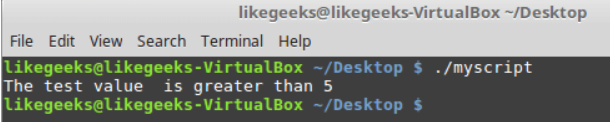 likegeeks@likegeeks-VirtualBox ~/Desktop
File Edit View Search Terminal Help
likegeeks@likegeeks-VirtualBox ~/Desktop $ ./myscript
The test value  is greater than 5
likegeeks@likegeeks-VirtualBox ~/Desktop $